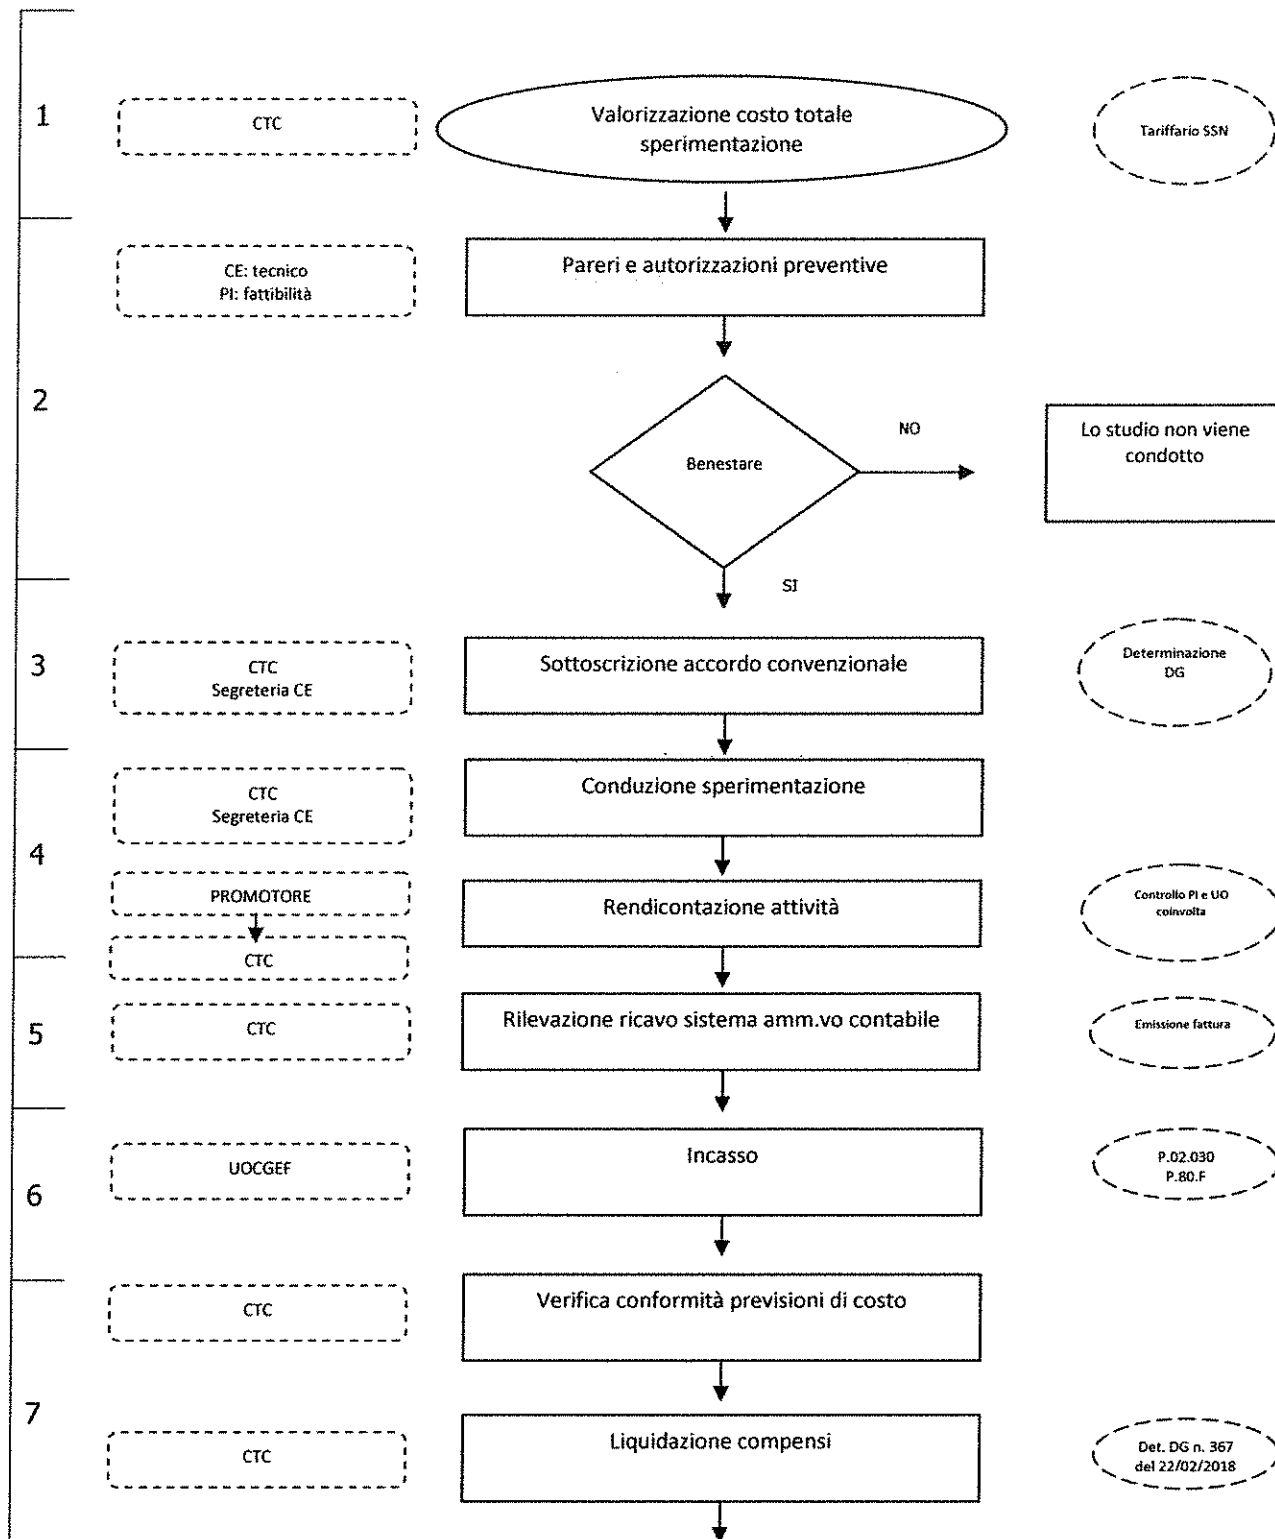 1
CTC
Valorizzazione costo totale
sperimentazione
Tariffario SSN
CE: tecnico
PI: fattibilità
Pareri e autorizzazioni preventive
2
Benestare
NO
Lo studio non viene
condotto
SI
3
CTC
Segreteria CE
Sottoscrizione accordo convenzionale
Determinazione
DG
CTC
Segreteria CE
Conduzione sperimentazione
4
PROMOTORE
Rendicontazione attività
Controllo PI e UO
coinvolta
CTC
5
CTC
Rilevazione ricavo sistema amm.vo contabile
Emissione fattura
6
UOCGEF
Incasso
P.02.030
P.80.F
CTC
Verifica conformità previsioni di costo
7
CTC
Liquidazione compensi
Det. DG n. 367
del 22/02/2018